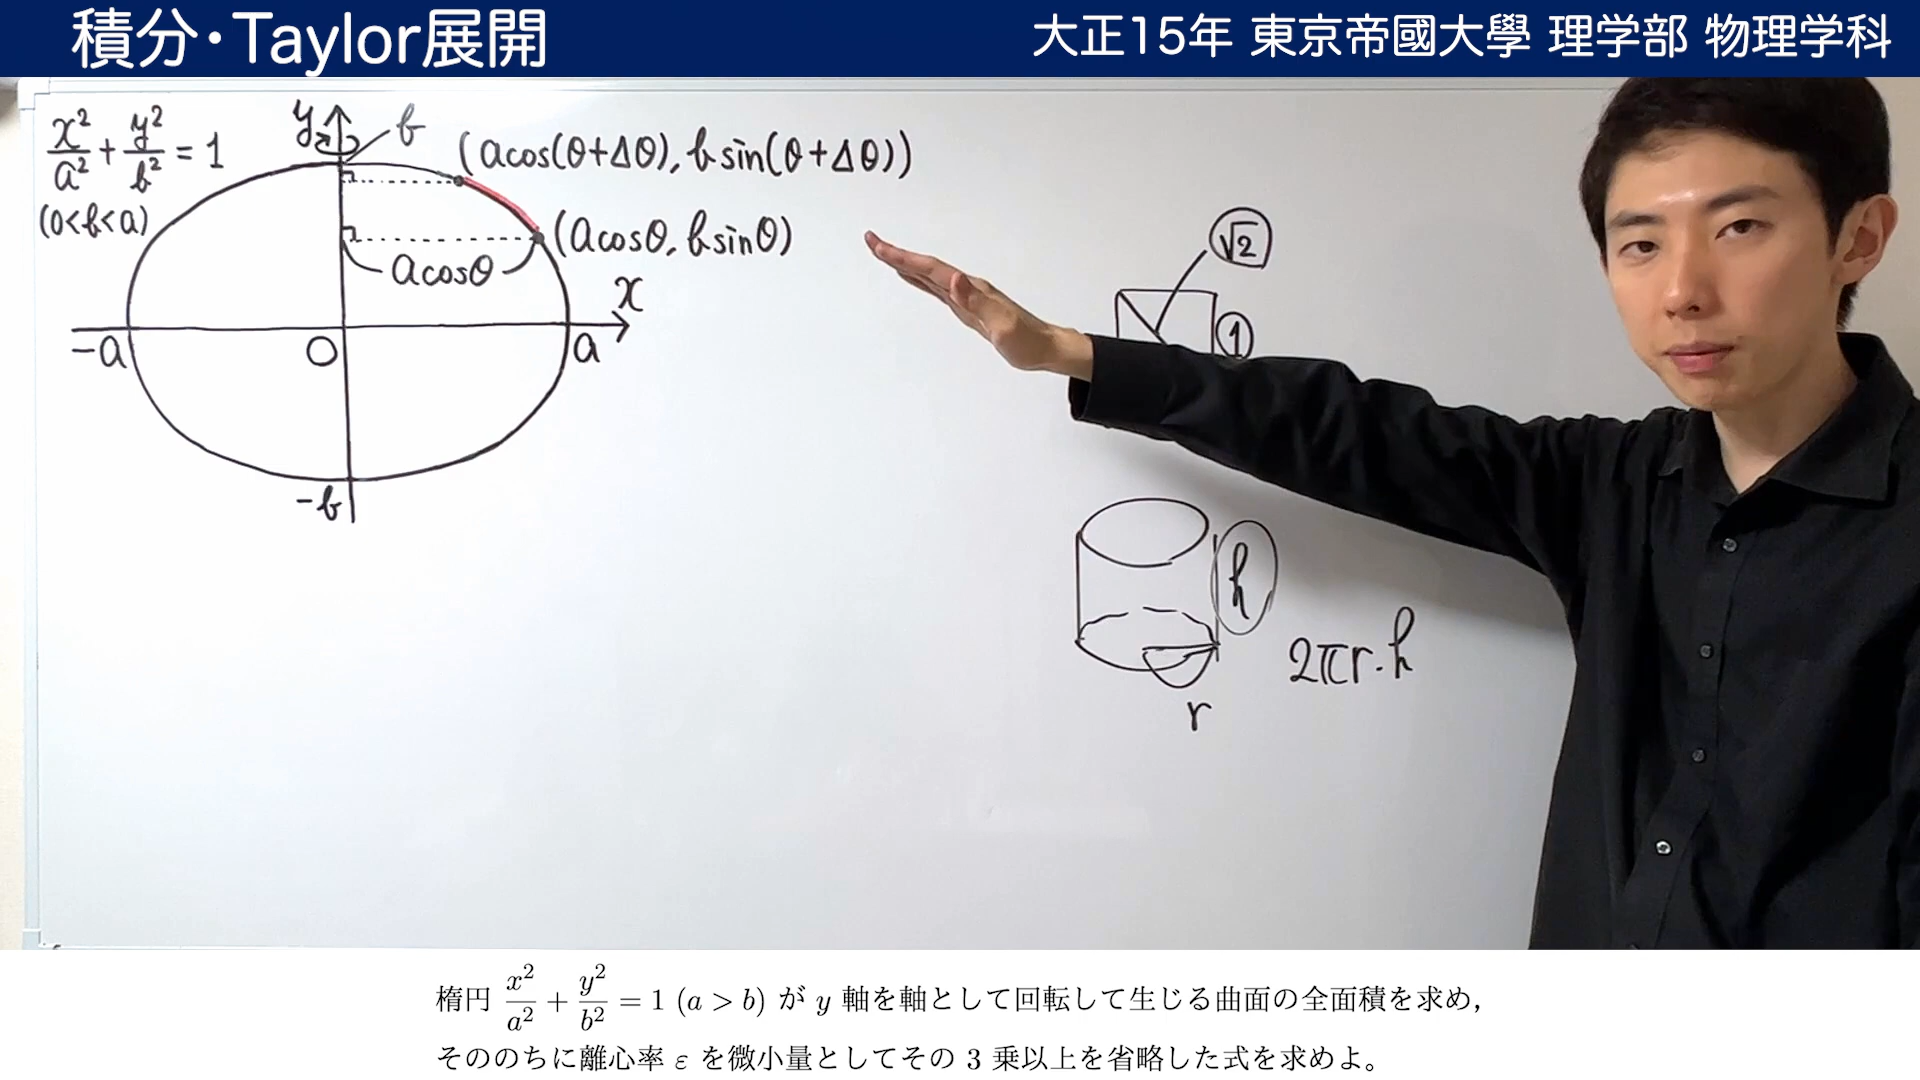 積分・Taylor展開
大正15年 東京帝國大學 理学部 物理学科
x²/a² + y²/b² = 1
(0<b<a)
y
b
(acos(θ+Δθ), bsin(θ+Δθ))
(acosθ, bsinθ)
acosθ
x
-a
O
a
-b
√2
1
h
2πr·h
r
楕円 x²/a² + y²/b² = 1 (a > b) が y 軸を軸として回転して生じる曲面の全面積を求め,
そののちに離心率 ε を微小量としてその 3 乗以上を省略した式を求めよ。